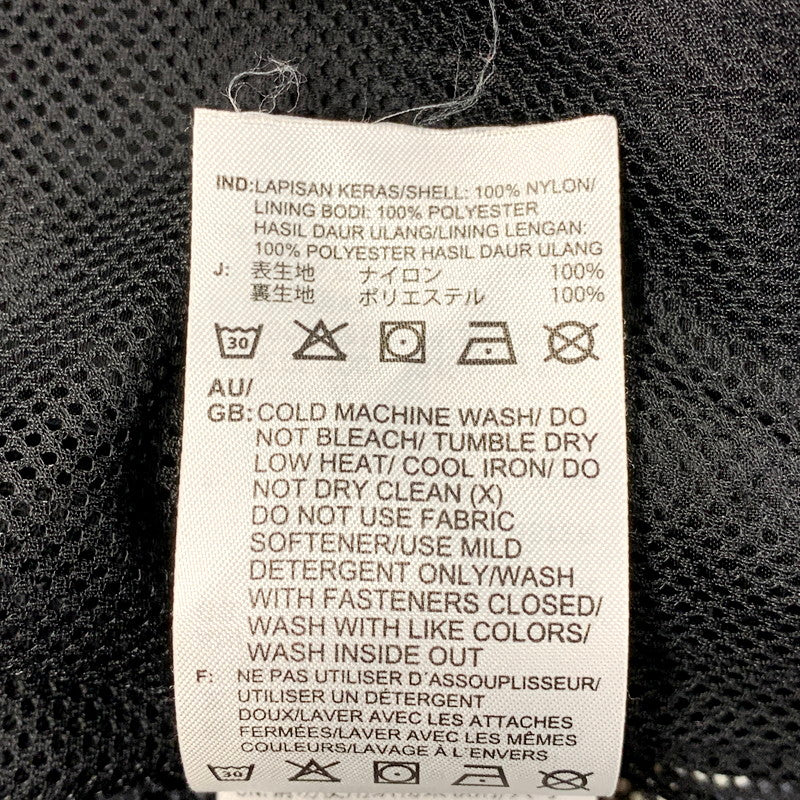 IND:LAPISAN KERAS/SHELL: 100% NYLON/
LINING BODI: 100% POLYESTER
HASIL DAUR ULANG/LINING LENGAN:
100% POLYESTER HASIL DAUR ULANG
J: 表生地 ナイロン 100%
裏生地 ポリエステル 100%
30
AU/
GB: COLD MACHINE WASH/ DO
NOT BLEACH/ TUMBLE DRY
LOW HEAT/ COOL IRON/ DO
NOT DRY CLEAN (X)
DO NOT USE FABRIC
SOFTENER/USE MILD
DETERGENT ONLY/WASH
WITH FASTENERS CLOSED/
WASH WITH LIKE COLORS/
WASH INSIDE OUT
F: NE PAS UTILISER D'ASSOUPLISSEUR/
UTILISER UN DÉTERGENT
DOUX/LAVER AVEC LES ATTACHES
FERMÉES/LAVER AVEC LES MÊMES
COULEURS/LAVAGE À L'ENVERS
30